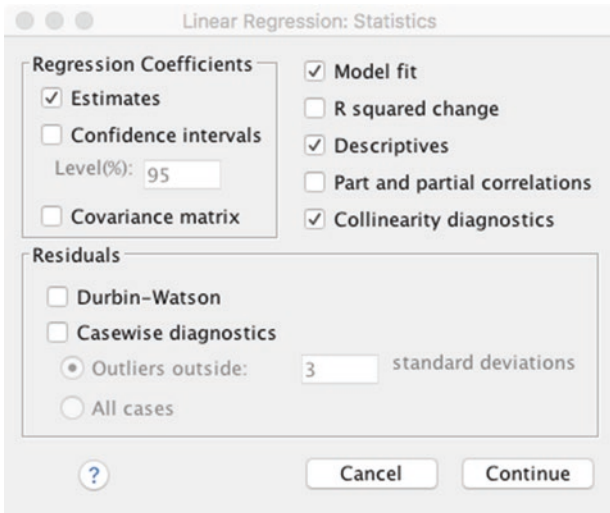 Linear Regression: Statistics
Regression Coefficients
Estimates
Confidence intervals
Level(%): 95
Covariance matrix
Model fit
R squared change
Descriptives
Part and partial correlations
Collinearity diagnostics
Residuals
Durbin-Watson
Casewise diagnostics
Outliers outside: 3 standard deviations
All cases
? Cancel Continue